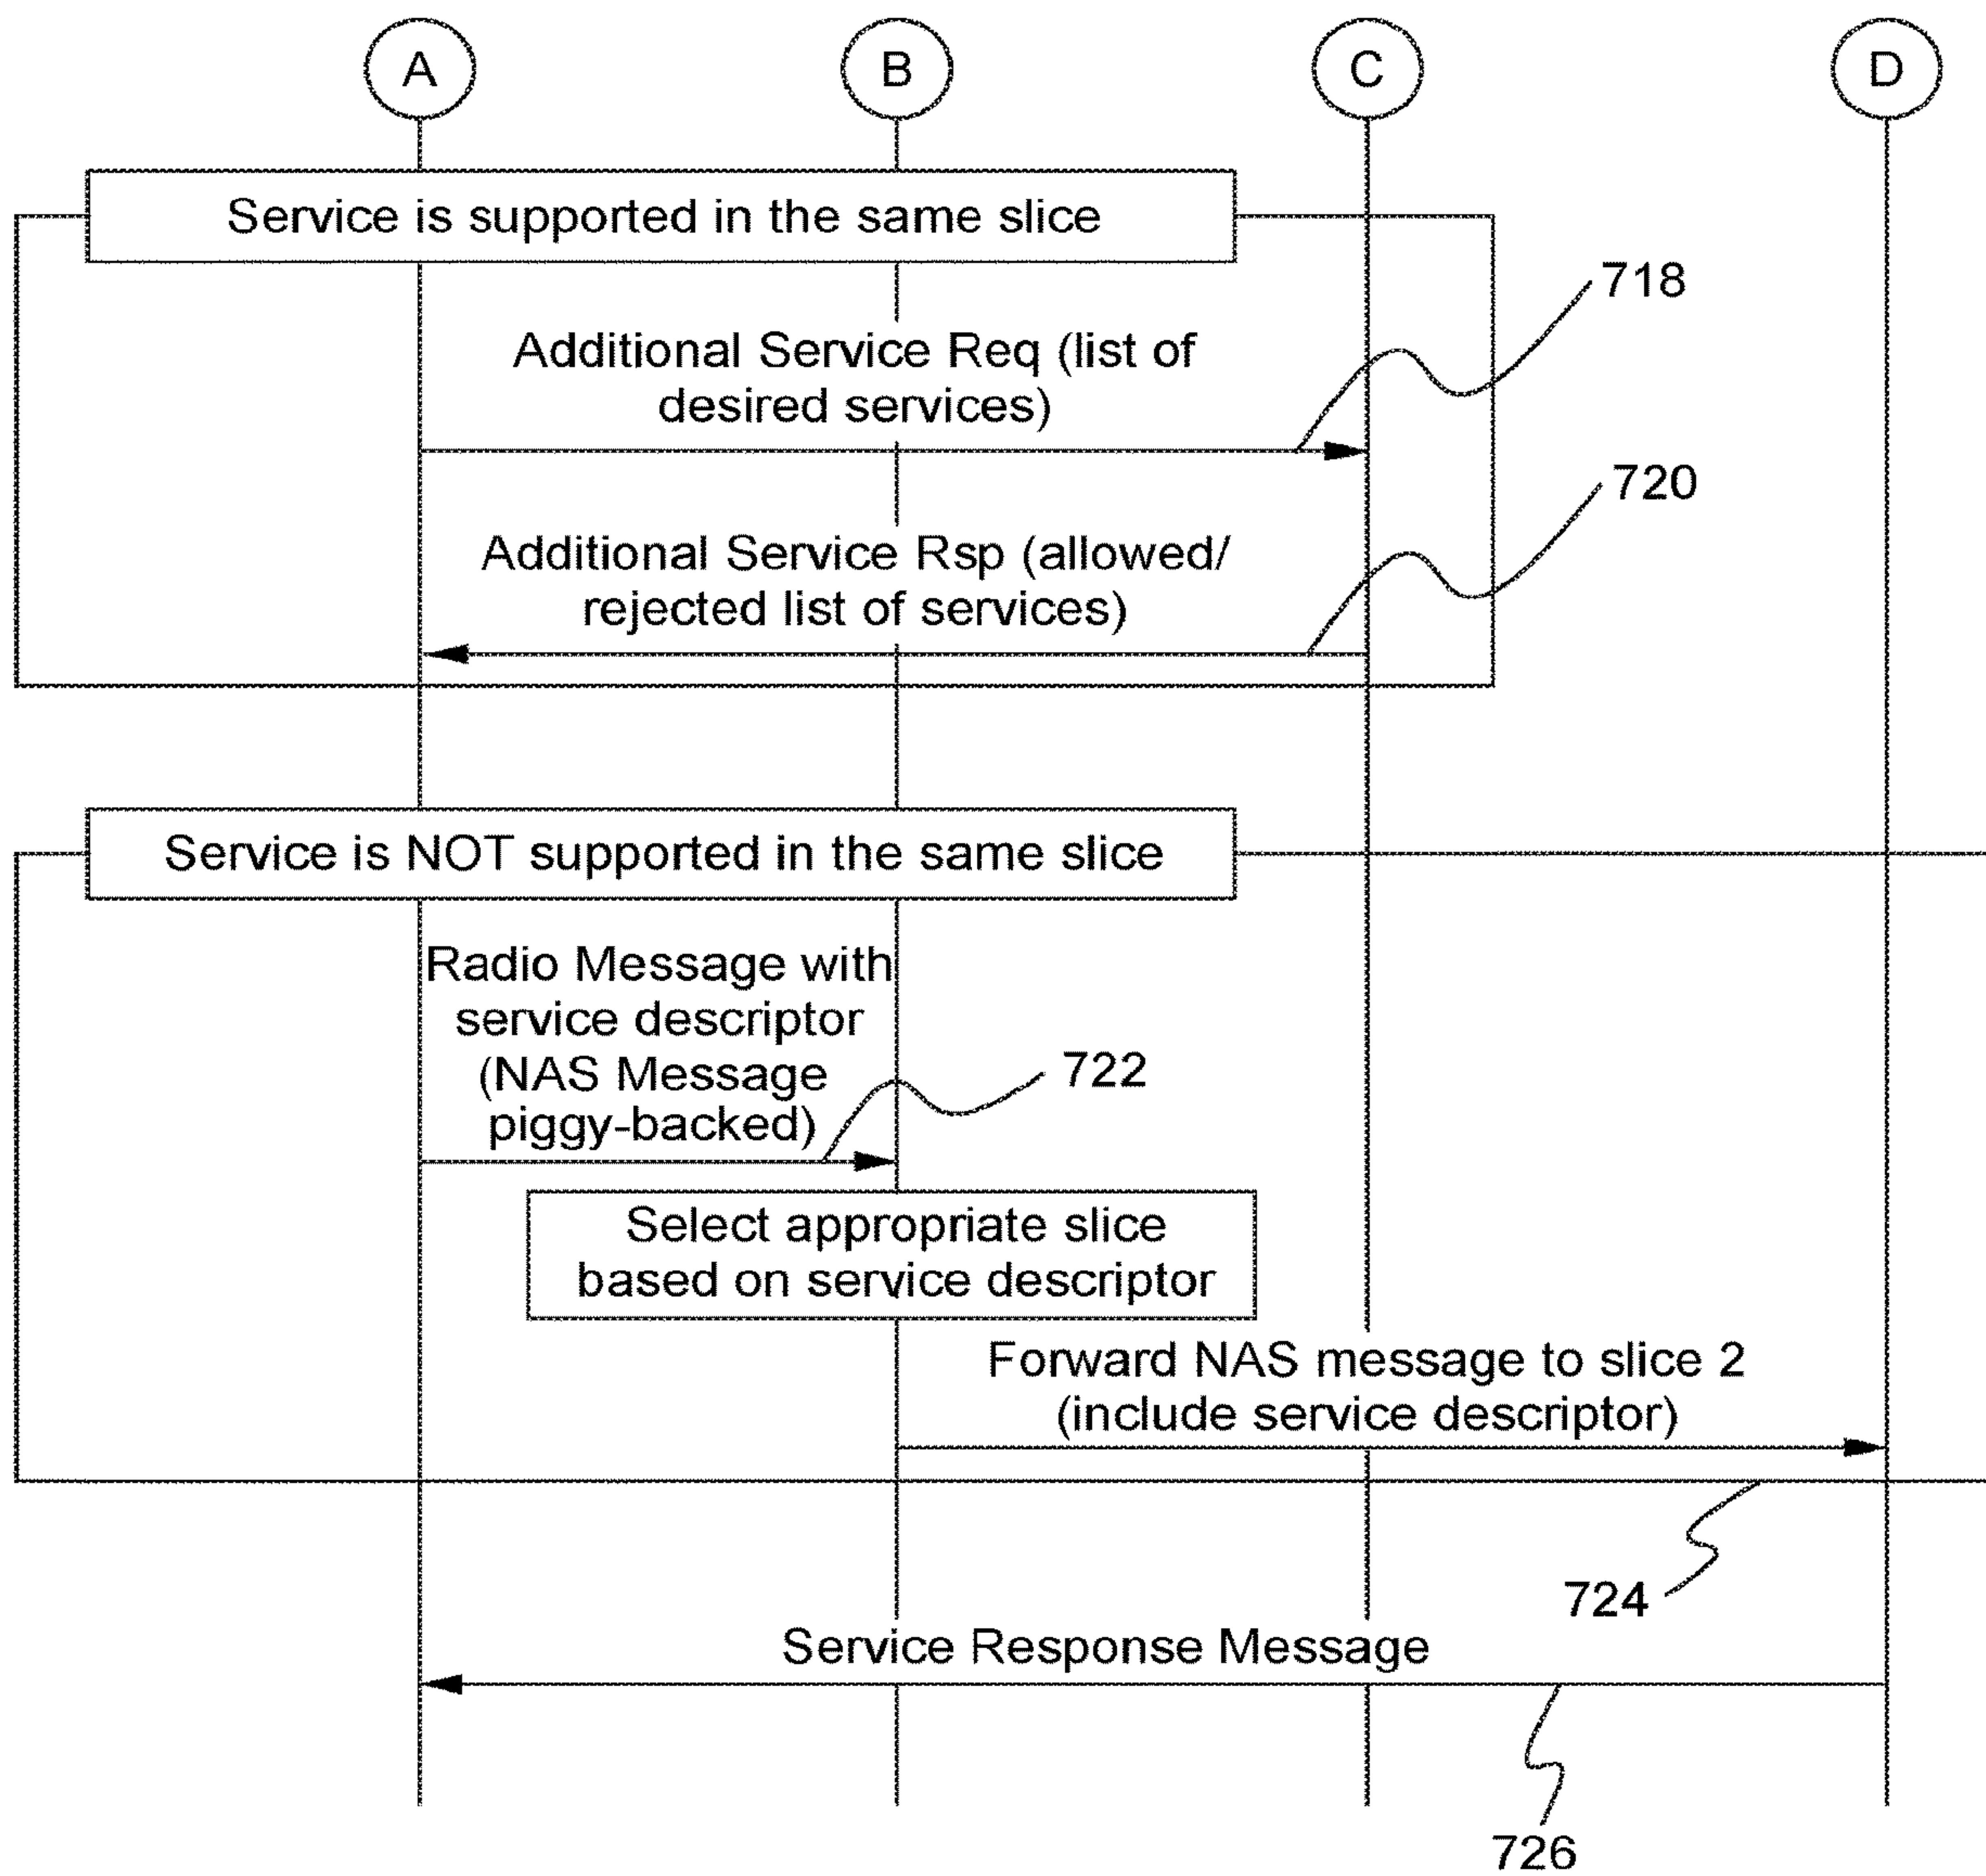 A
B
C
D
Service is supported in the same slice
718
Additional Service Req (list of
desired services)
720
Additional Service Rsp (allowed/
rejected list of services)
Service is NOT supported in the same slice
Radio Message with
service descriptor
(NAS Message
piggy-backed)
722
Select appropriate slice
based on service descriptor
Forward NAS message to slice 2
(include service descriptor)
724
Service Response Message
726